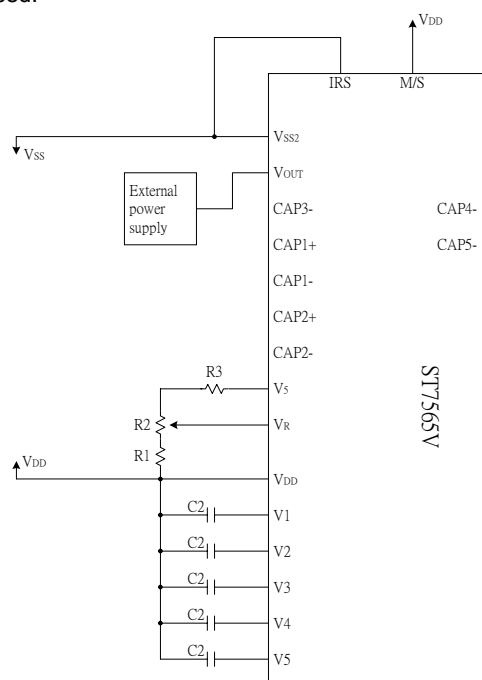 VDD
IRS M/S
VSS2
VSS
VOUT
External
power
supply
CAP3- CAP4-
CAP1+ CAP5-
CAP1-
CAP2+
CAP2-
ST7565V
R3 V5
R2 VR
R1
VDD VDD
C2 V1
C2 V2
C2 V3
C2 V4
C2 V5